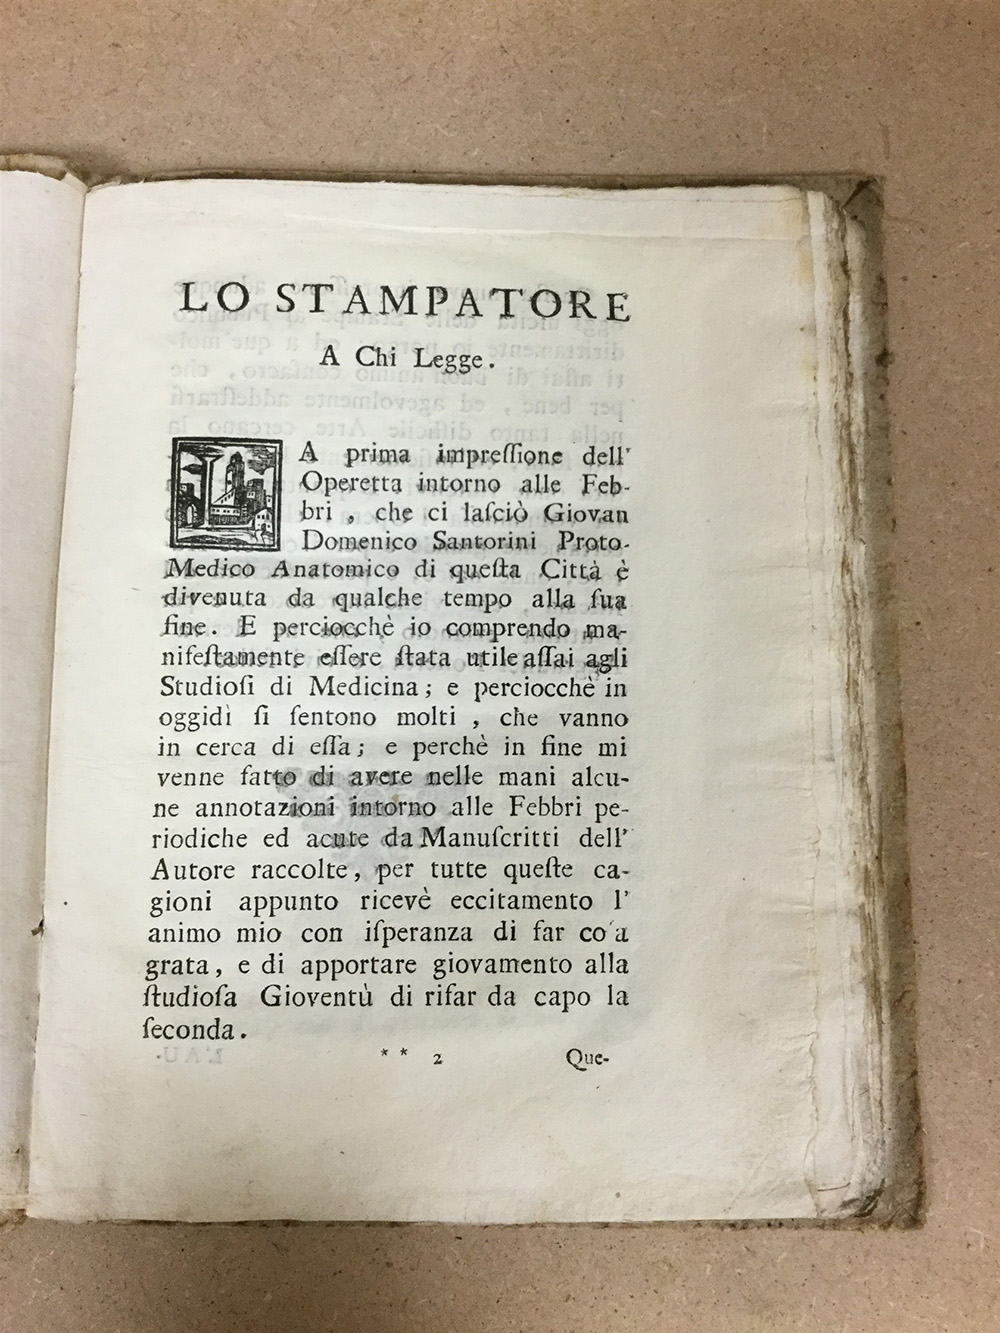 LO STAMPATORE
A Chi Legge.
LA prima impreſſione dell'
Operetta intorno alle Feb-
bri , che ci laſciò Giovan
Domenico Santorini Proto-
Medico Anatomico di queſta Città è
divenuta da qualche tempo alla ſua
fine. E perciocchè io comprendo ma-
nifeſtamente eſſere ſtata utile aſſai agli
Studioſi di Medicina; e perciocchè in
oggidì ſi ſentono molti , che vanno
in cerca di eſſa; e perchè in fine mi
venne fatto di avere nelle mani alcu-
ne annotazioni intorno alle Febbri pe-
riodiche ed acute da Manuſcritti dell'
Autore raccolte, per tutte queſte ca-
gioni appunto ricevè eccitamento l'
animo mio con iſperanza di far co'a
grata, e di apportare giovamento alla
ſtudioſa Gioventù di rifar da capo la
ſeconda.
* * 2 Que-